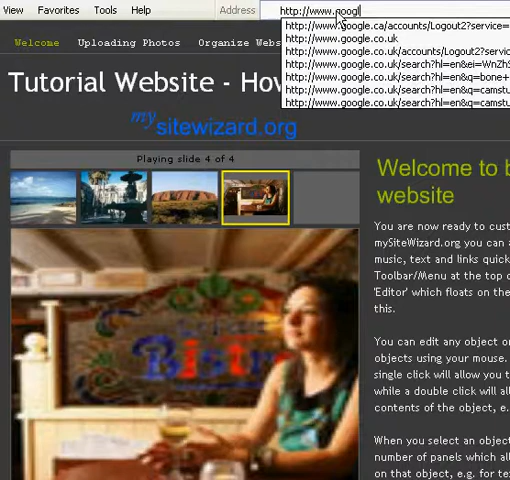 View Favorites Tools Help Address http://www.googl
http://www.google.ca/accounts/Logout2?service=
http://www.google.co.uk
http://www.google.co.uk/accounts/Logout2?servic
http://www.google.co.uk/search?hl=en&ei=WnZhS
http://www.google.co.uk/search?hl=en&q=bone+
http://www.google.co.uk/search?hl=en&q=camstu
http://www.google.co.uk/search?hl=en&q=camstu
Welcome Uploading Photos Organize Webs
Tutorial Website - How
mysitewizard.org
Playing slide 4 of 4
Bistro
Welcome to b
website
You are now ready to cust
mySiteWizard.org you can a
music, text and links quick
Toolbar/Menu at the top o
'Editor' which floats on the
this.
You can edit any object or
objects using your mouse.
single click will allow you t
while a double click will all
contents of the object, e.
When you select an object
number of panels which all
on that object, e.g. for tex